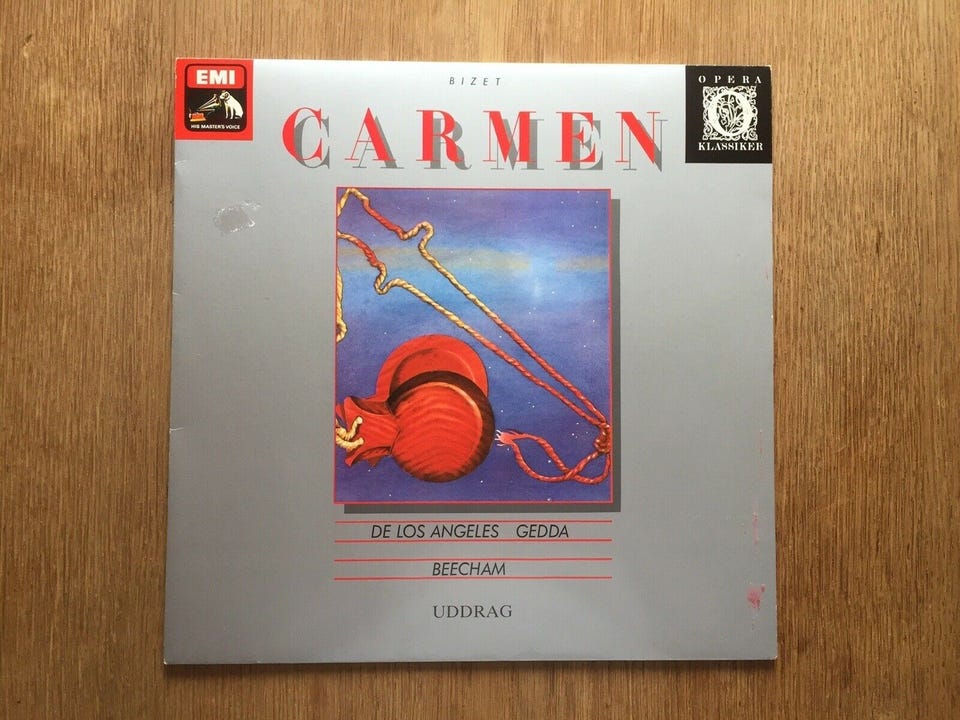 EMI
HIS MASTER'S VOICE
BIZET
CARMEN
OPERA
O
KLASSIKER
DE LOS ANGELES GEDDA
BEECHAM
UDDRAG